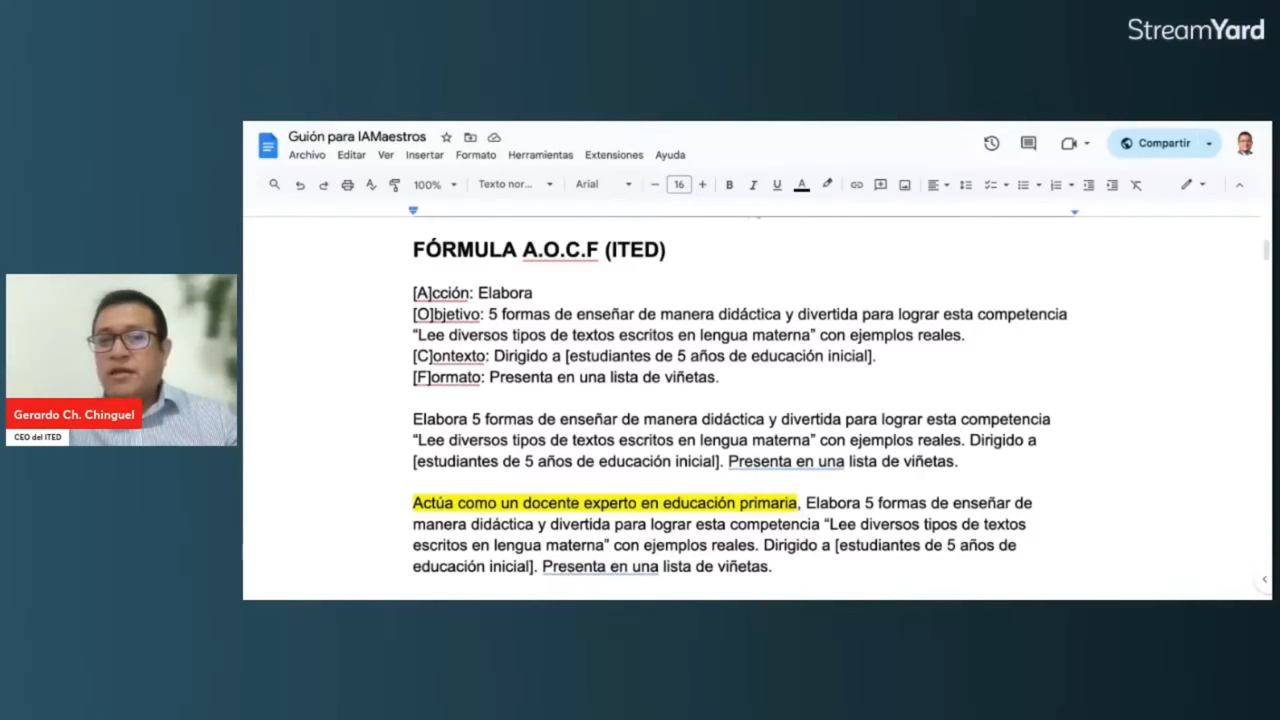 StreamYard
Guión para IAMaestros
Archivo Editar Ver Insertar Formato Herramientas Extensiones Ayuda
Compartir
100% Texto nor... Arial 16 B I U A
FÓRMULA A.O.C.F (ITED)
[A]cción: Elabora
[O]bjetivo: 5 formas de enseñar de manera didáctica y divertida para lograr esta competencia
“Lee diversos tipos de textos escritos en lengua materna” con ejemplos reales.
[C]ontexto: Dirigido a [estudiantes de 5 años de educación inicial].
[F]ormato: Presenta en una lista de viñetas.
Elabora 5 formas de enseñar de manera didáctica y divertida para lograr esta competencia
“Lee diversos tipos de textos escritos en lengua materna” con ejemplos reales. Dirigido a
[estudiantes de 5 años de educación inicial]. Presenta en una lista de viñetas.
Actúa como un docente experto en educación primaria, Elabora 5 formas de enseñar de
manera didáctica y divertida para lograr esta competencia “Lee diversos tipos de textos
escritos en lengua materna” con ejemplos reales. Dirigido a [estudiantes de 5 años de
educación inicial]. Presenta en una lista de viñetas.
Gerardo Ch. Chinguel
CEO del ITED